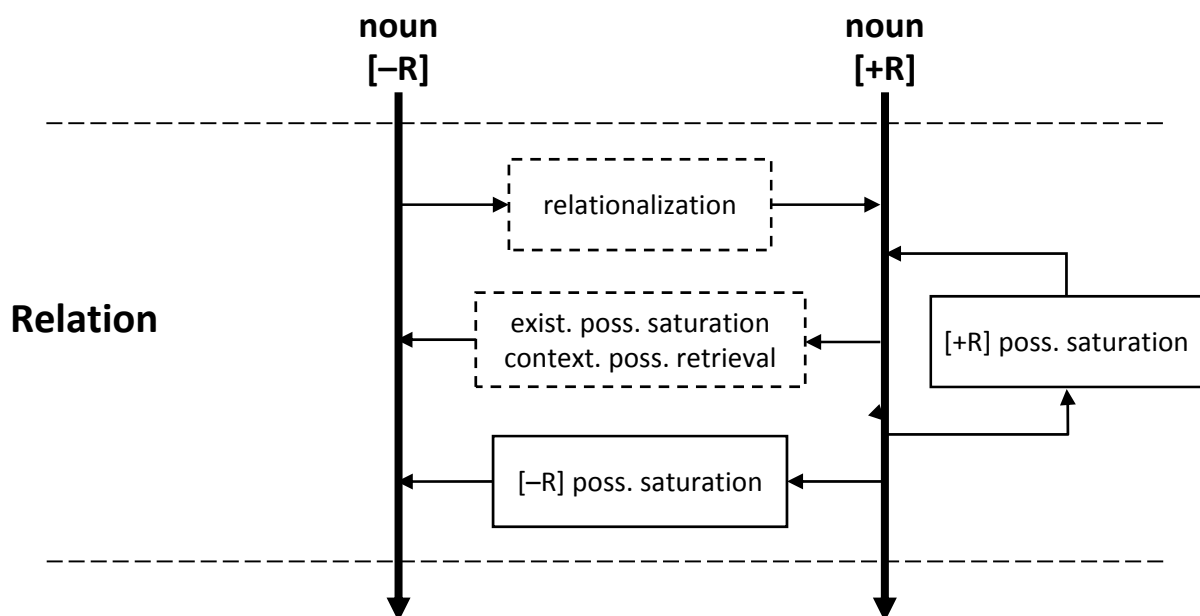 noun
[–R]
noun
[+R]
relationalization
Relation
exist. poss. saturation
context. poss. retrieval
[+R] poss. saturation
[–R] poss. saturation